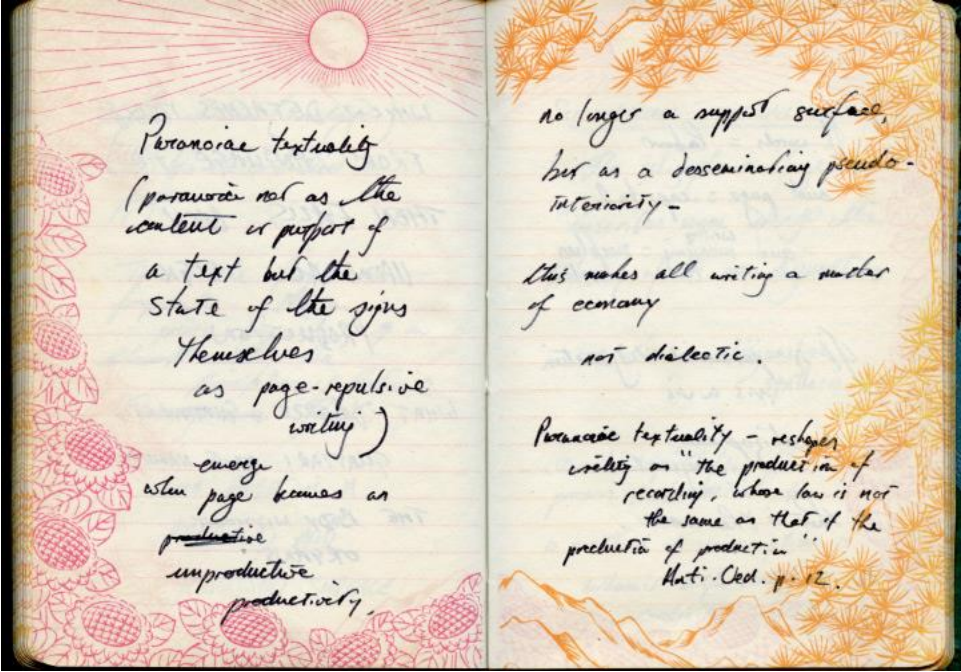 Paranoiac textuality
(paranoia not as the
content or purport of
a text but the
state of the signs
themselves
as page-repulsive
writing)
emerge
when page becomes an
productive
unproductive
productivity,
no longer a support surface,
but as a desseminating pseudo-
interiority-
this makes all writing a matter
of economy
not dialectic.
Paranoiac textuality - reshapes
writing as "the production of
recording, whose law is not
the same as that of the
production of production"
Anti-Oed. p. 12.